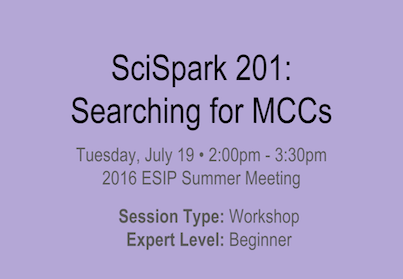 SciSpark 201:
Searching for MCCs
Tuesday, July 19 • 2:00pm - 3:30pm
2016 ESIP Summer Meeting
Session Type: Workshop
Expert Level: Beginner